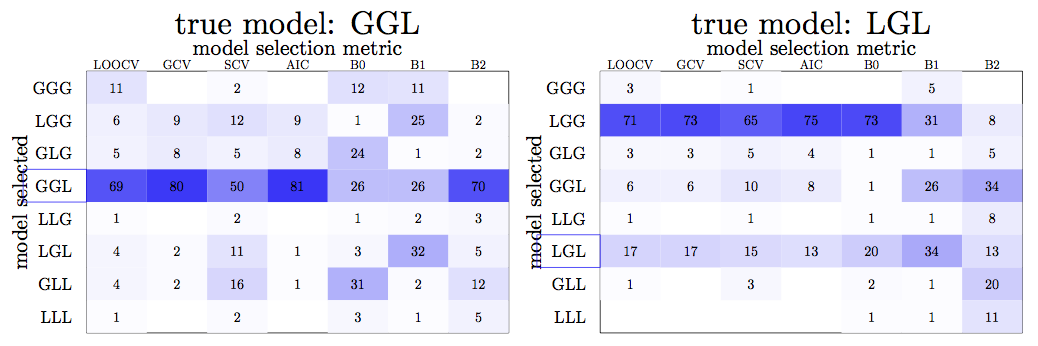 true model: GGL
model selection metric
LOOCV GCV SCV AIC B0 B1 B2
model selected
GGG 11 2 12 11
LGG 6 9 12 9 1 25 2
GLG 5 8 5 8 24 1 2
GGL 69 80 50 81 26 26 70
LLG 1 2 1 2 3
LGL 4 2 11 1 3 32 5
GLL 4 2 16 1 31 2 12
LLL 1 2 3 1 5
true model: LGL
model selection metric
LOOCV GCV SCV AIC B0 B1 B2
model selected
GGG 3 1 5
LGG 71 73 65 75 73 31 8
GLG 3 3 5 4 1 1 5
GGL 6 6 10 8 1 26 34
LLG 1 1 1 1 8
LGL 17 17 15 13 20 34 13
GLL 1 3 2 1 20
LLL 1 1 11